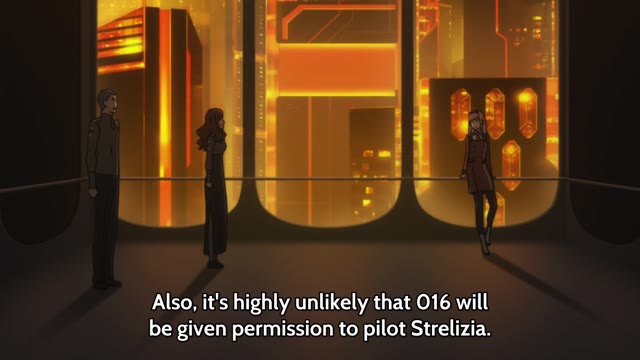 Also, it's highly unlikely that 016 will
be given permission to pilot Strelizia.